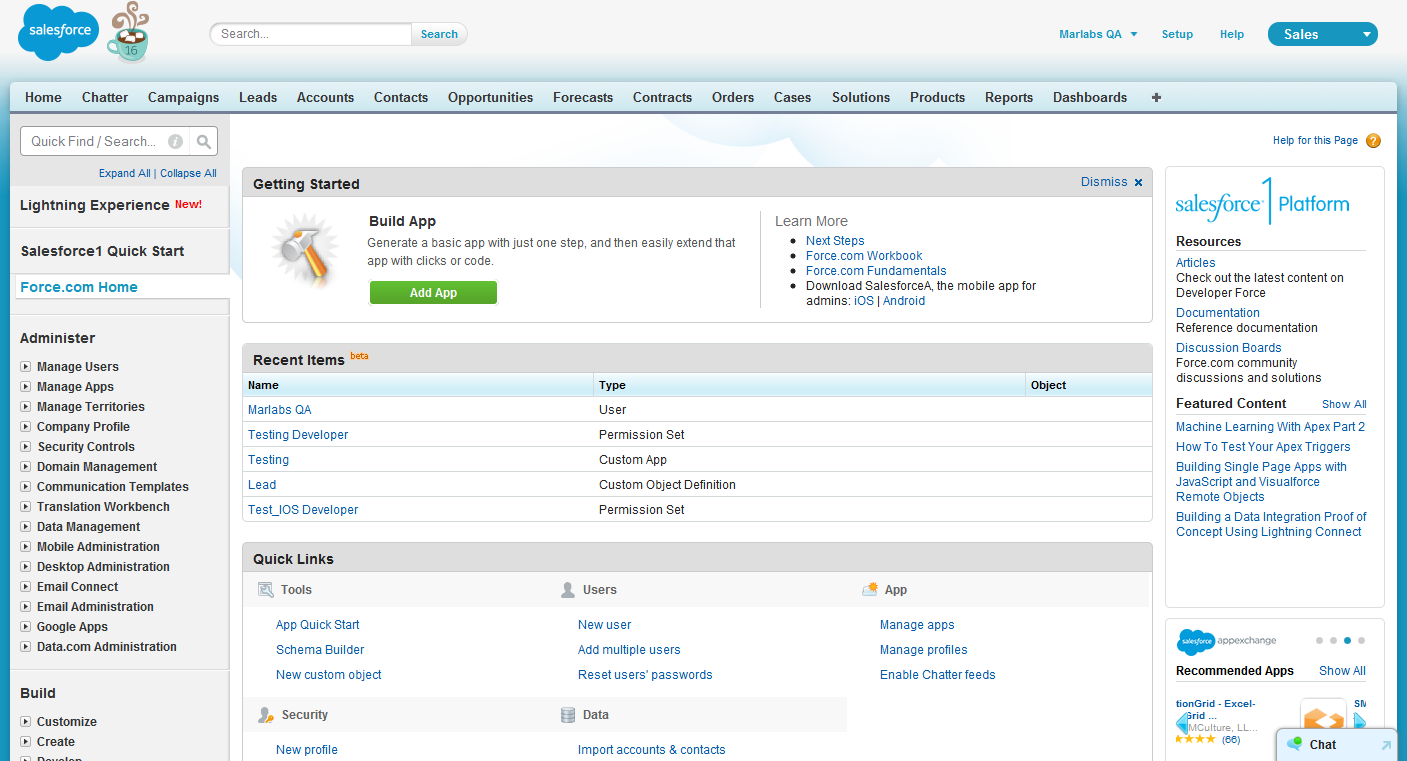 salesforce
16
Search...
Search
Marlabs QA
Setup
Help
Sales
Home Chatter Campaigns Leads Accounts Contacts Opportunities Forecasts Contracts Orders Cases Solutions Products Reports Dashboards +
Quick Find / Search...
Expand All | Collapse All
Lightning Experience New!
Salesforce1 Quick Start
Force.com Home
Administer
Manage Users
Manage Apps
Manage Territories
Company Profile
Security Controls
Domain Management
Communication Templates
Translation Workbench
Data Management
Mobile Administration
Desktop Administration
Email Connect
Email Administration
Google Apps
Data.com Administration
Build
Customize
Create
Develop
Help for this Page ?
Getting Started
Dismiss x
Build App
Generate a basic app with just one step, and then easily extend that
app with clicks or code.
Add App
Learn More
Next Steps
Force.com Workbook
Force.com Fundamentals
Download SalesforceA, the mobile app for
admins: iOS | Android
Recent Items beta
Name Type Object
Marlabs QA User
Testing Developer Permission Set
Testing Custom App
Lead Custom Object Definition
Test_IOS Developer Permission Set
Quick Links
Tools Users App
App Quick Start New user Manage apps
Schema Builder Add multiple users Manage profiles
New custom object Reset users' passwords Enable Chatter feeds
Security Data
New profile Import accounts & contacts
salesforce1 Platform
Resources
Articles
Check out the latest content on
Developer Force
Documentation
Reference documentation
Discussion Boards
Force.com community
discussions and solutions
Featured Content Show All
Machine Learning With Apex Part 2
How To Test Your Apex Triggers
Building Single Page Apps with
JavaScript and Visualforce
Remote Objects
Building a Data Integration Proof of
Concept Using Lightning Connect
salesforce appexchange
Recommended Apps Show All
tionGrid - Excel- SM
Grid ...
MCulture, LL...
(66)
Chat